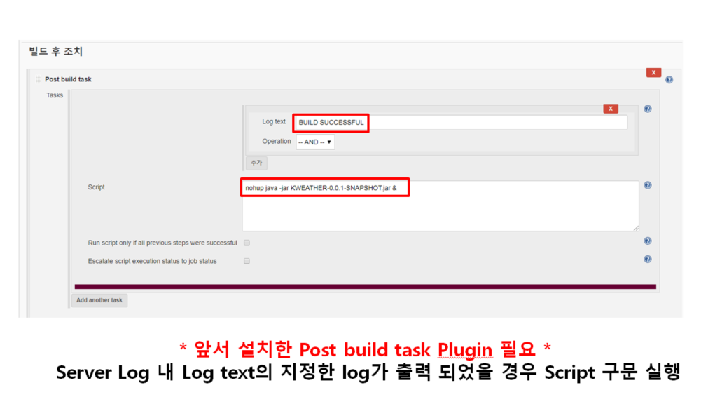 빌드 후 조치
Post build task
Tasks
X
X
Log text
BUILD SUCCESSFUL
Operation
-- AND --
추가
Script
nohup java -jar KWEATHER-0.0.1-SNAPSHOT.jar &
Run script only if all previous steps were successful
Escalate script execution status to job status
Add another task
* 앞서 설치한 Post build task Plugin 필요 *
Server Log 내 Log text의 지정한 log가 출력 되었을 경우 Script 구문 실행